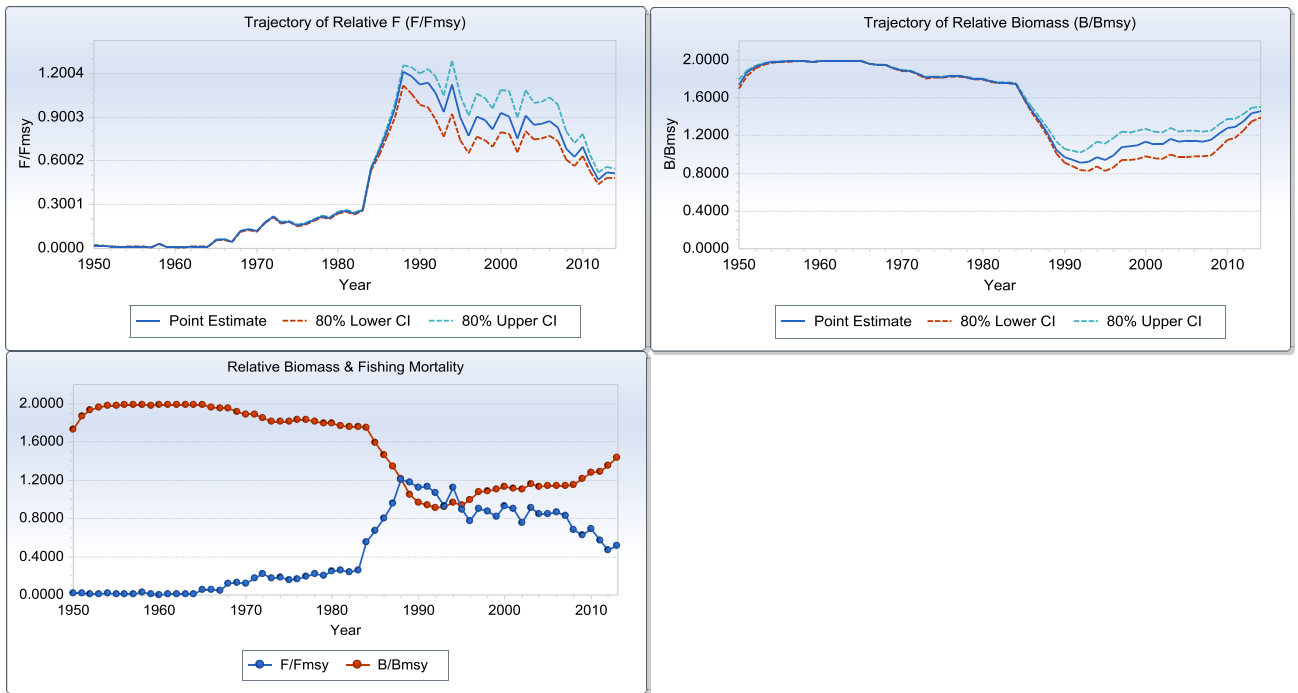 Trajectory of Relative F (F/Fmsy)
F/Fmsy
1.2004
0.9003
0.6002
0.3001
0.0000
1950 1960 1970 1980 1990 2000 2010
Year
Point Estimate 80% Lower CI 80% Upper CI
Trajectory of Relative Biomass (B/Bmsy)
B/Bmsy
2.0000
1.6000
1.2000
0.8000
0.4000
0.0000
1950 1960 1970 1980 1990 2000 2010
Year
Point Estimate 80% Lower CI 80% Upper CI
Relative Biomass & Fishing Mortality
2.0000
1.6000
1.2000
0.8000
0.4000
0.0000
1950 1960 1970 1980 1990 2000 2010
Year
F/Fmsy B/Bmsy